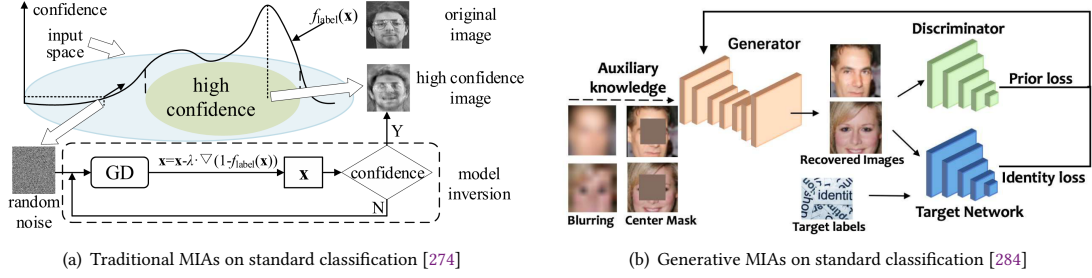 confidence
input
space
f_label(x)
original
image
high
confidence
high confidence
image
Y
x=x-λ·▽(1-f_label(x))
GD
x
confidence
model
inversion
random
noise
N
(a) Traditional MIAs on standard classification [274]
Auxiliary
knowledge
Generator
Discriminator
Prior loss
Recovered Images
Identity loss
identit
Target Network
Blurring
Center Mask
Target labels
(b) Generative MIAs on standard classification [284]